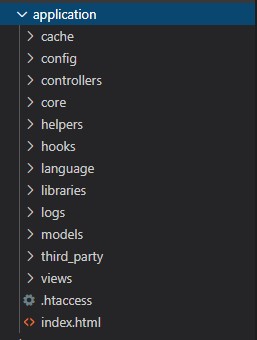 application
cache
config
controllers
core
helpers
hooks
language
libraries
logs
models
third_party
views
.htaccess
index.html